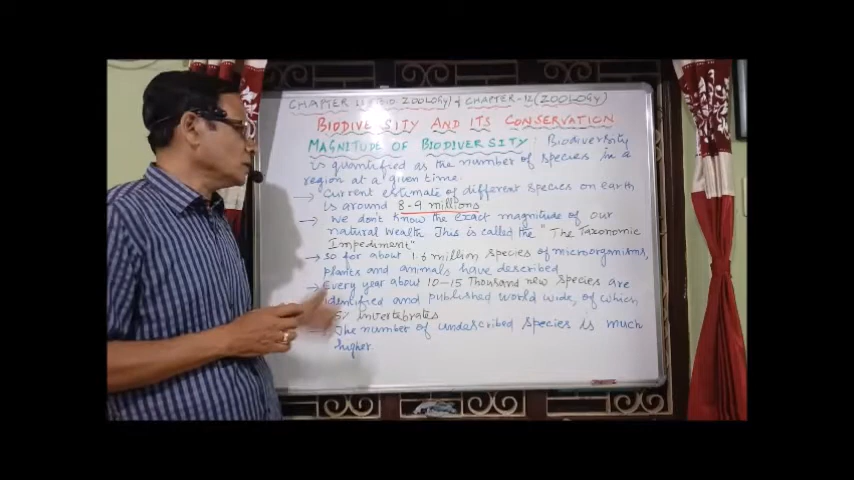 CHAPTER 11 (BIO ZOOLOGY) & CHAPTER-12 (ZOOLOGY)
BIODIVERSITY AND ITS CONSERVATION
MAGNITUDE OF BIODIVERSITY : Biodiversity
is quantified as the number of species in a
region at a given time.
→ Current estimate of different species on earth
is around 8-9 millions
→ we don't know the exact magnitude of our
natural wealth This is called the "The Taxonomic
Impediment"
→ so for about 1.6 million species of microorganisms,
plants and animals have described
→ Every year about 10-15 Thousand new species are
identified and published world wide, of which
5% invertebrates
The number of undescribed species is much
higher.